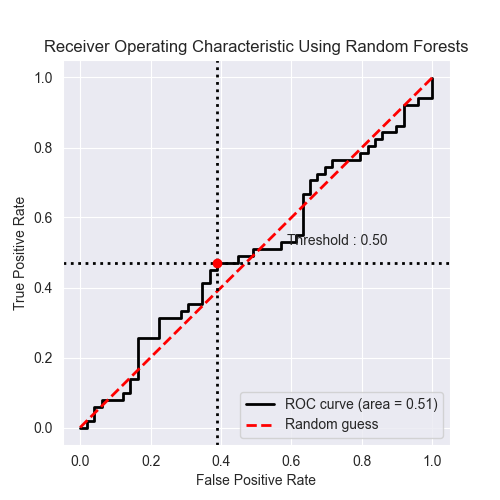 Receiver Operating Characteristic Using Random Forests
1.0
0.8
0.6
0.4
0.2
0.0
True Positive Rate
Threshold : 0.50
ROC curve (area = 0.51)
Random guess
0.0 0.2 0.4 0.6 0.8 1.0
False Positive Rate